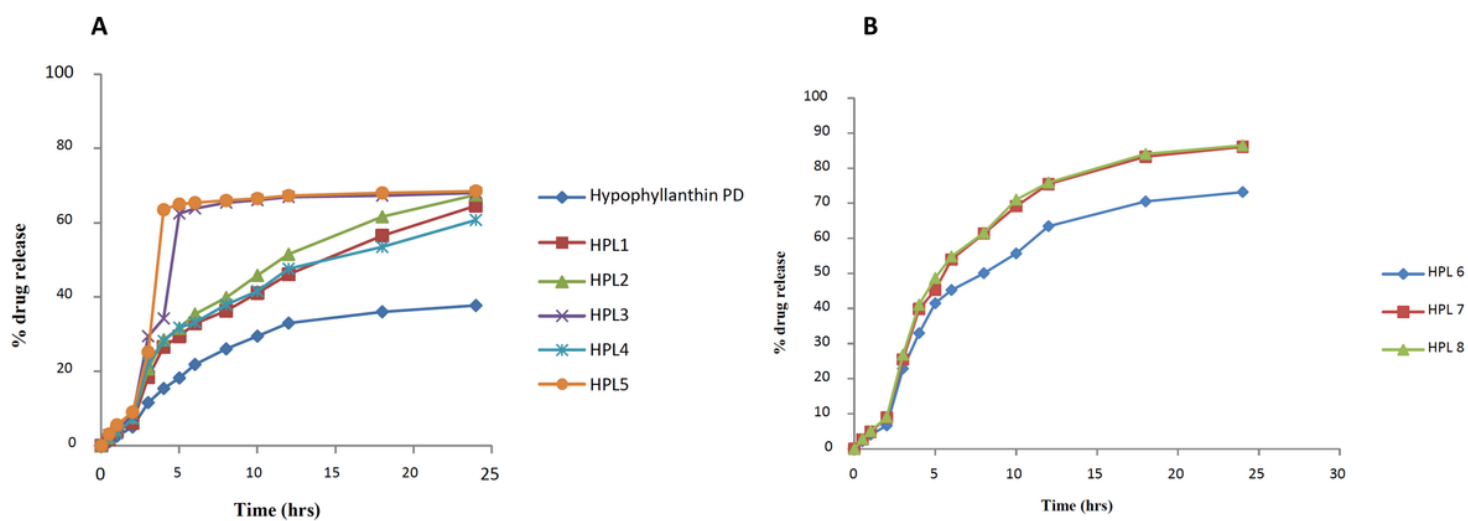 A
100
80
60
40
20
0
% drug release
0
5
10
15
20
25
Time (hrs)
Hypophyllanthin PD
HPL1
HPL2
HPL3
HPL4
HPL5
B
100
90
80
70
60
50
40
30
20
10
0
% drug release
0
5
10
15
20
25
30
Time (hrs)
HPL 6
HPL 7
HPL 8